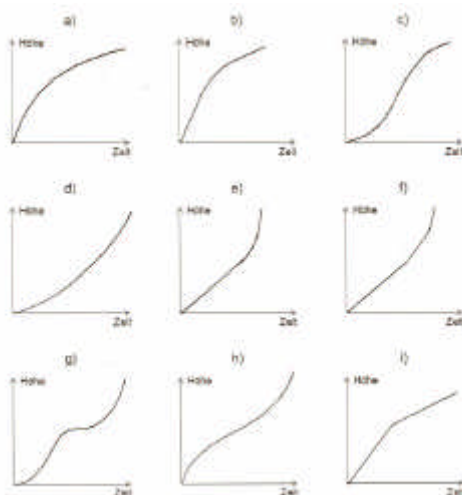 a) b) c)
Höhe Höhe Höhe
Zeit Zeit Zeit
d) e) f)
Höhe Höhe Höhe
Zeit Zeit Zeit
g) h) i)
Höhe Höhe Höhe
Zeit Zeit Zeit